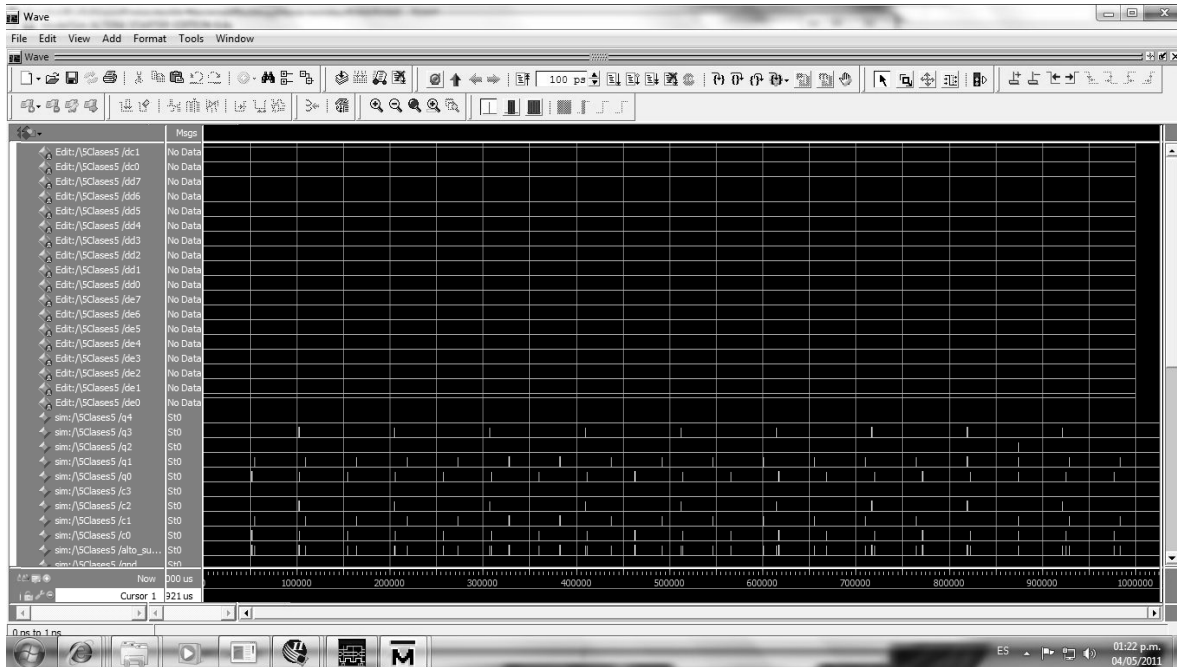 Wave
File Edit View Add Format Tools Window
Wave
100 ps
Msgs
Edit:/\5Clases5 /dc1 No Data
Edit:/\5Clases5 /dc0 No Data
Edit:/\5Clases5 /dd7 No Data
Edit:/\5Clases5 /dd6 No Data
Edit:/\5Clases5 /dd5 No Data
Edit:/\5Clases5 /dd4 No Data
Edit:/\5Clases5 /dd3 No Data
Edit:/\5Clases5 /dd2 No Data
Edit:/\5Clases5 /dd1 No Data
Edit:/\5Clases5 /dd0 No Data
Edit:/\5Clases5 /de7 No Data
Edit:/\5Clases5 /de6 No Data
Edit:/\5Clases5 /de5 No Data
Edit:/\5Clases5 /de4 No Data
Edit:/\5Clases5 /de3 No Data
Edit:/\5Clases5 /de2 No Data
Edit:/\5Clases5 /de1 No Data
Edit:/\5Clases5 /de0 No Data
sim:/\5Clases5 /q4 St0
sim:/\5Clases5 /q3 St0
sim:/\5Clases5 /q2 St0
sim:/\5Clases5 /q1 St0
sim:/\5Clases5 /q0 St0
sim:/\5Clases5 /c3 St0
sim:/\5Clases5 /c2 St0
sim:/\5Clases5 /c1 St0
sim:/\5Clases5 /c0 St0
sim:/\5Clases5 /alto_su... St0
sim:/\5Clases5 /gnd St0
Now 000 us 100000 200000 300000 400000 500000 600000 700000 800000 900000 1000000
Cursor 1 921 us
0 ns to 1 ns
ES 01:22 p.m.
04/05/2011